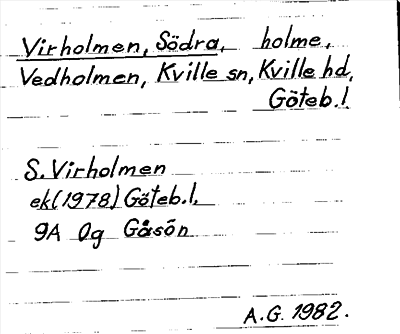 Virholmen, Södra, holme,
Vedholmen, Kville sn, Kville hd,
Göteb.l
S. Virholmen
ek(1978) Göteb.l.
9A 0g Gåsön
A.G. 1982.